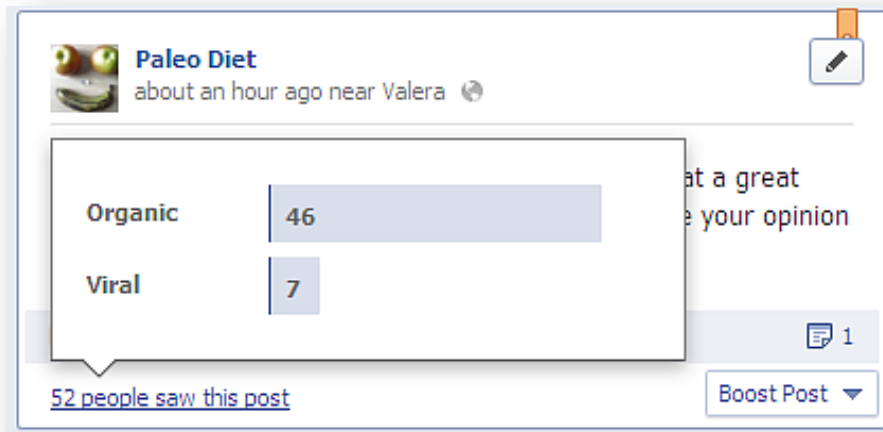 Paleo Diet
about an hour ago near Valera
at a great
your opinion
Organic 46
Viral 7
1
52 people saw this post
Boost Post